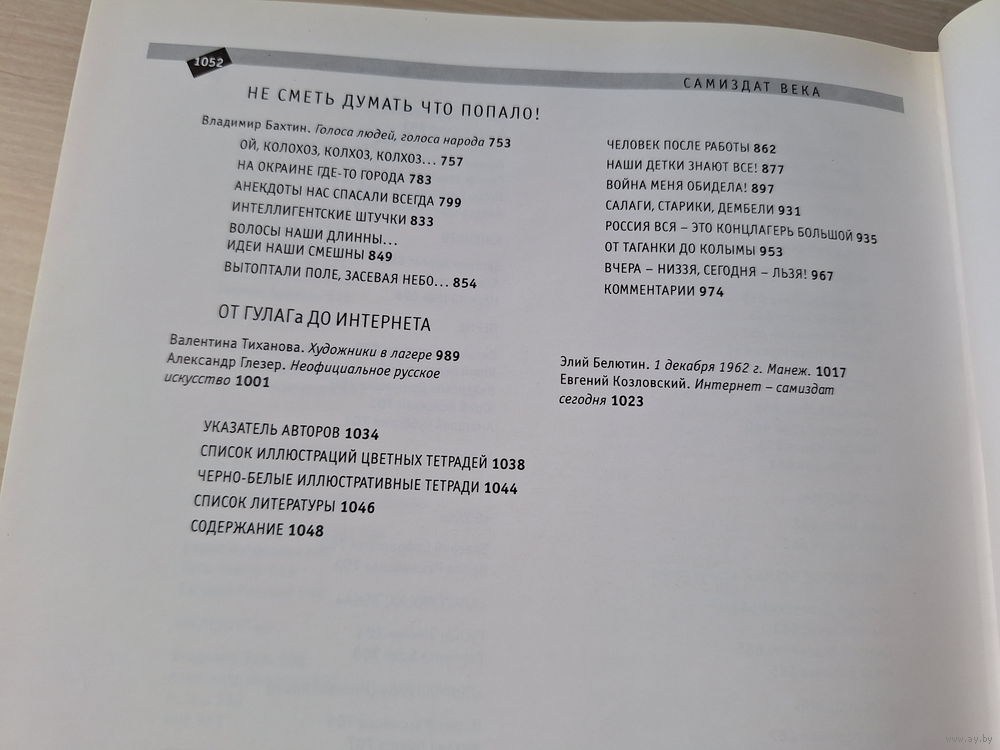 1052
САМИЗДАТ ВЕКА
НЕ СМЕТЬ ДУМАТЬ ЧТО ПОПАЛО!
Владимир Бахтин. Голоса людей, голоса народа 753
ОЙ, КОЛОХОЗ, КОЛХОЗ, КОЛХОЗ... 757
НА ОКРАИНЕ ГДЕ-ТО ГОРОДА 783
АНЕКДОТЫ НАС СПАСАЛИ ВСЕГДА 799
ИНТЕЛЛИГЕНТСКИЕ ШТУЧКИ 833
ВОЛОСЫ НАШИ ДЛИННЫ...
ИДЕИ НАШИ СМЕШНЫ 849
ВЫТОПТАЛИ ПОЛЕ, ЗАСЕВАЯ НЕБО... 854
ЧЕЛОВЕК ПОСЛЕ РАБОТЫ 862
НАШИ ДЕТКИ ЗНАЮТ ВСЕ! 877
ВОЙНА МЕНЯ ОБИДЕЛА! 897
САЛАГИ, СТАРИКИ, ДЕМБЕЛИ 931
РОССИЯ ВСЯ – ЭТО КОНЦЛАГЕРЬ БОЛЬШОЙ 935
ОТ ТАГАНКИ ДО КОЛЫМЫ 953
ВЧЕРА – НИЗЗЯ, СЕГОДНЯ – ЛЬЗЯ! 967
КОММЕНТАРИИ 974
ОТ ГУЛАГа ДО ИНТЕРНЕТА
Валентина Тиханова. Художники в лагере 989
Александр Глезер. Неофициальное русское
искусство 1001
Элий Белютин. 1 декабря 1962 г. Манеж. 1017
Евгений Козловский. Интернет – самиздат
сегодня 1023
УКАЗАТЕЛЬ АВТОРОВ 1034
СПИСОК ИЛЛЮСТРАЦИЙ ЦВЕТНЫХ ТЕТРАДЕЙ 1038
ЧЕРНО-БЕЛЫЕ ИЛЛЮСТРАТИВНЫЕ ТЕТРАДИ 1044
СПИСОК ЛИТЕРАТУРЫ 1046
СОДЕРЖАНИЕ 1048
www.ay.by